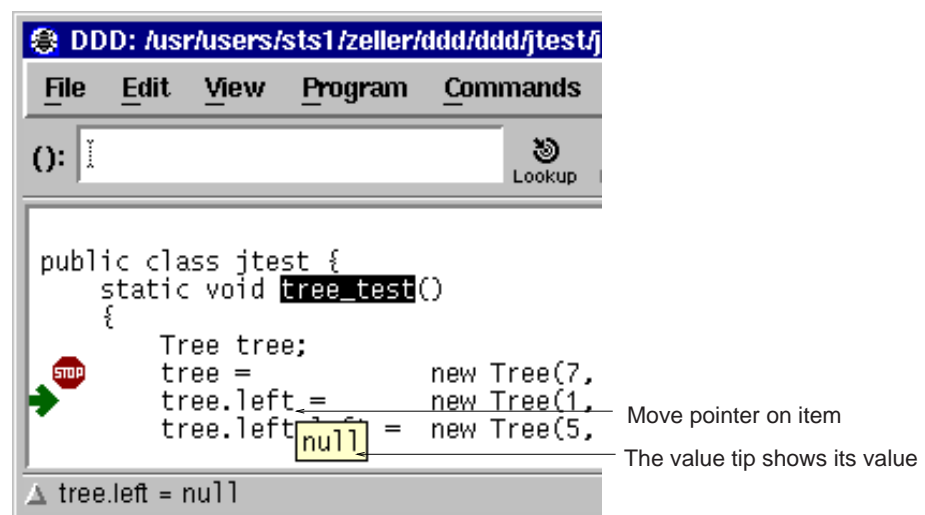 DDD: /usr/users/sts1/zeller/ddd/ddd/jtest/j
File Edit View Program Commands
():
Lookup
public class jtest {
static void tree_test()
{
Tree tree;
STOP tree = new Tree(7,
tree.left = new Tree(1,
tree.left = new Tree(5,
null
Move pointer on item
The value tip shows its value
tree.left = null